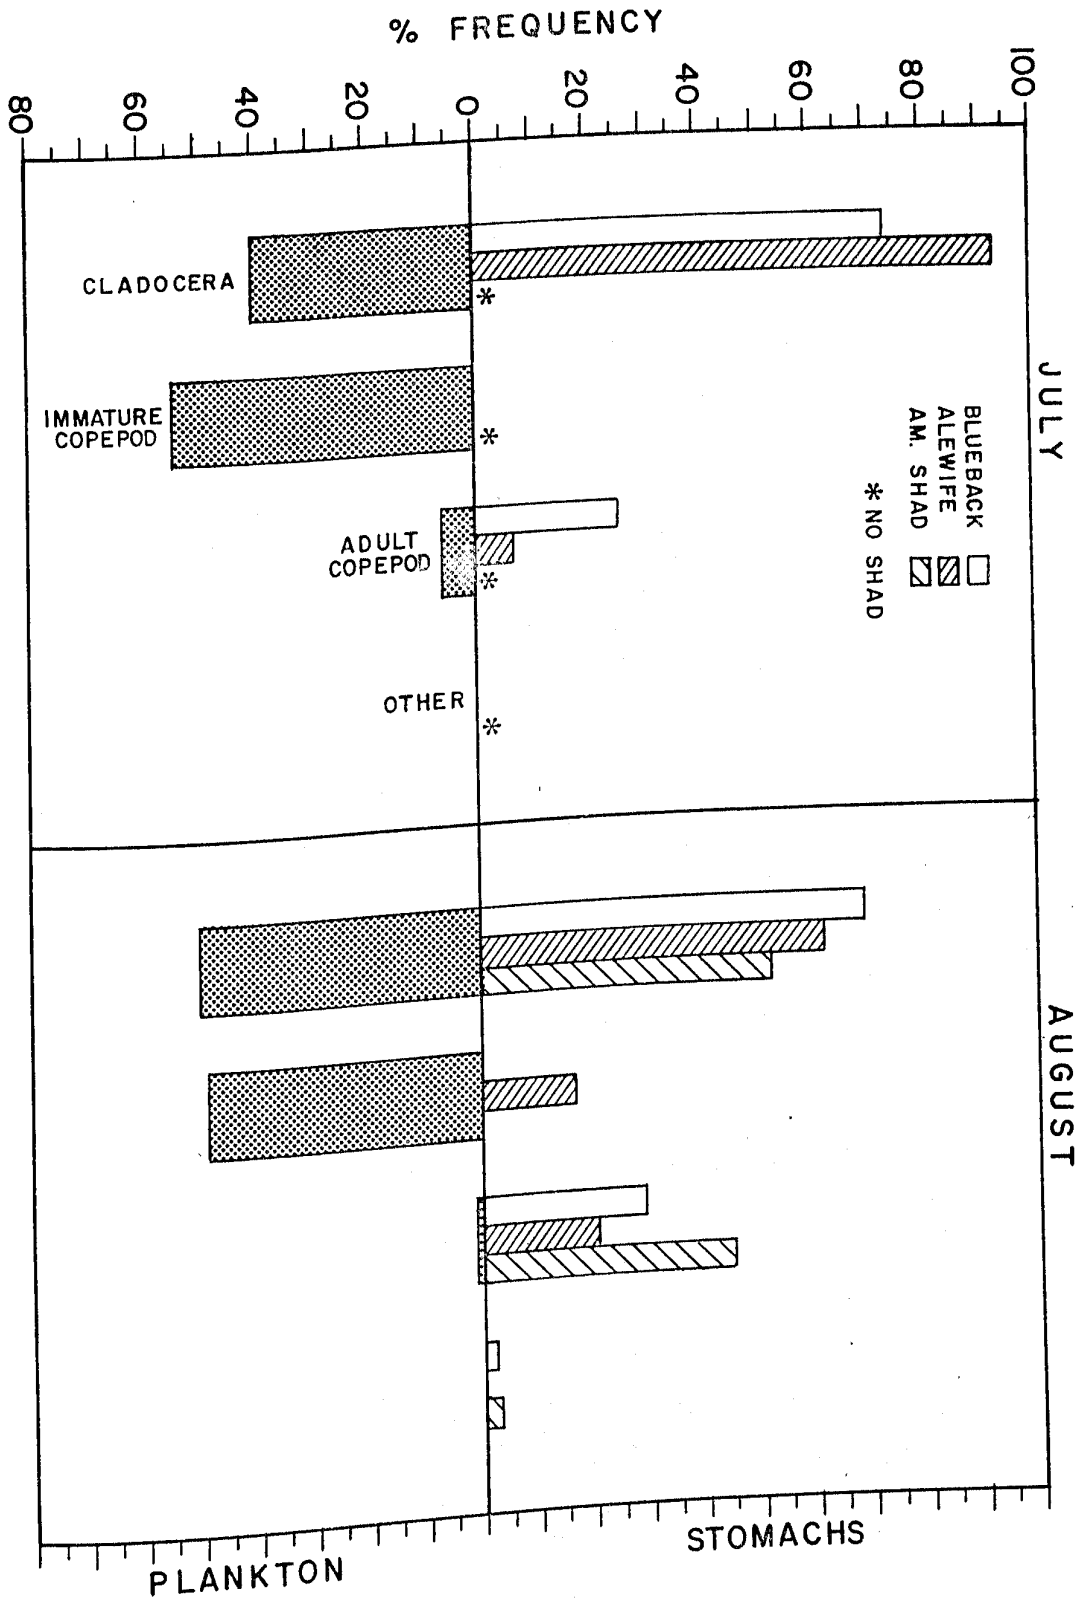 % FREQUENCY
80 60 40 20 0 20 40 60 80 100
JULY
BLUEBACK
ALEWIFE
AM. SHAD
* NO SHAD
CLADOCERA
*
IMMATURE
COPEPOD
*
ADULT
COPEPOD
*
OTHER
*
AUGUST
STOMACHS
PLANKTON